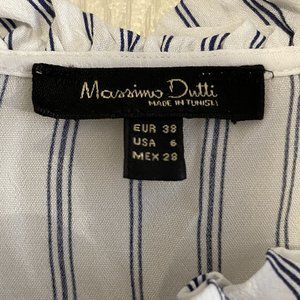 Massimo Dutti
MADE IN TUNISIA
EUR 38
USA 6
MEX 28